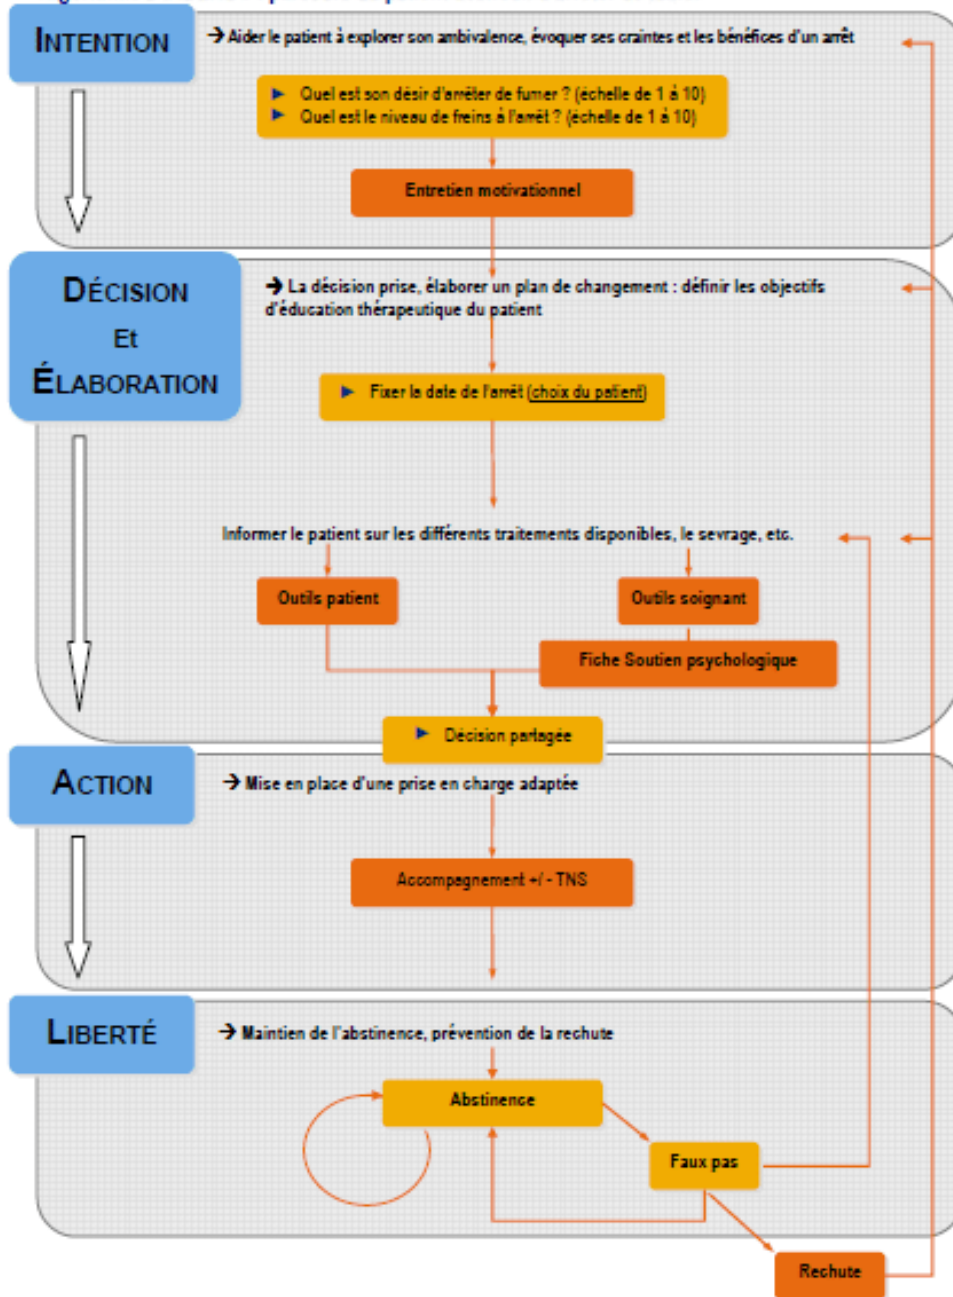 INTENTION
→ Aider le patient à explorer son ambivalence, évoquer ses craintes et les bénéfices d'un arrêt
► Quel est son désir d'arrêter de fumer ? (échelle de 1 à 10)
► Quel est le niveau de freins à l'arrêt ? (échelle de 1 à 10)
Entretien motivationnel
DÉCISION
Et
ÉLABORATION
→ La décision prise, élaborer un plan de changement : définir les objectifs
d'éducation thérapeutique du patient
► Fixer la date de l'arrêt (choix du patient)
Informer le patient sur les différents traitements disponibles, le sevrage, etc.
Outils patient
Outils soignant
Fiche Soutien psychologique
► Décision partagée
ACTION
→ Mise en place d'une prise en charge adaptée
Accompagnement +/- TNS
LIBERTÉ
→ Maintien de l'abstinence, prévention de la rechute
Abstinence
Faux pas
Rechute